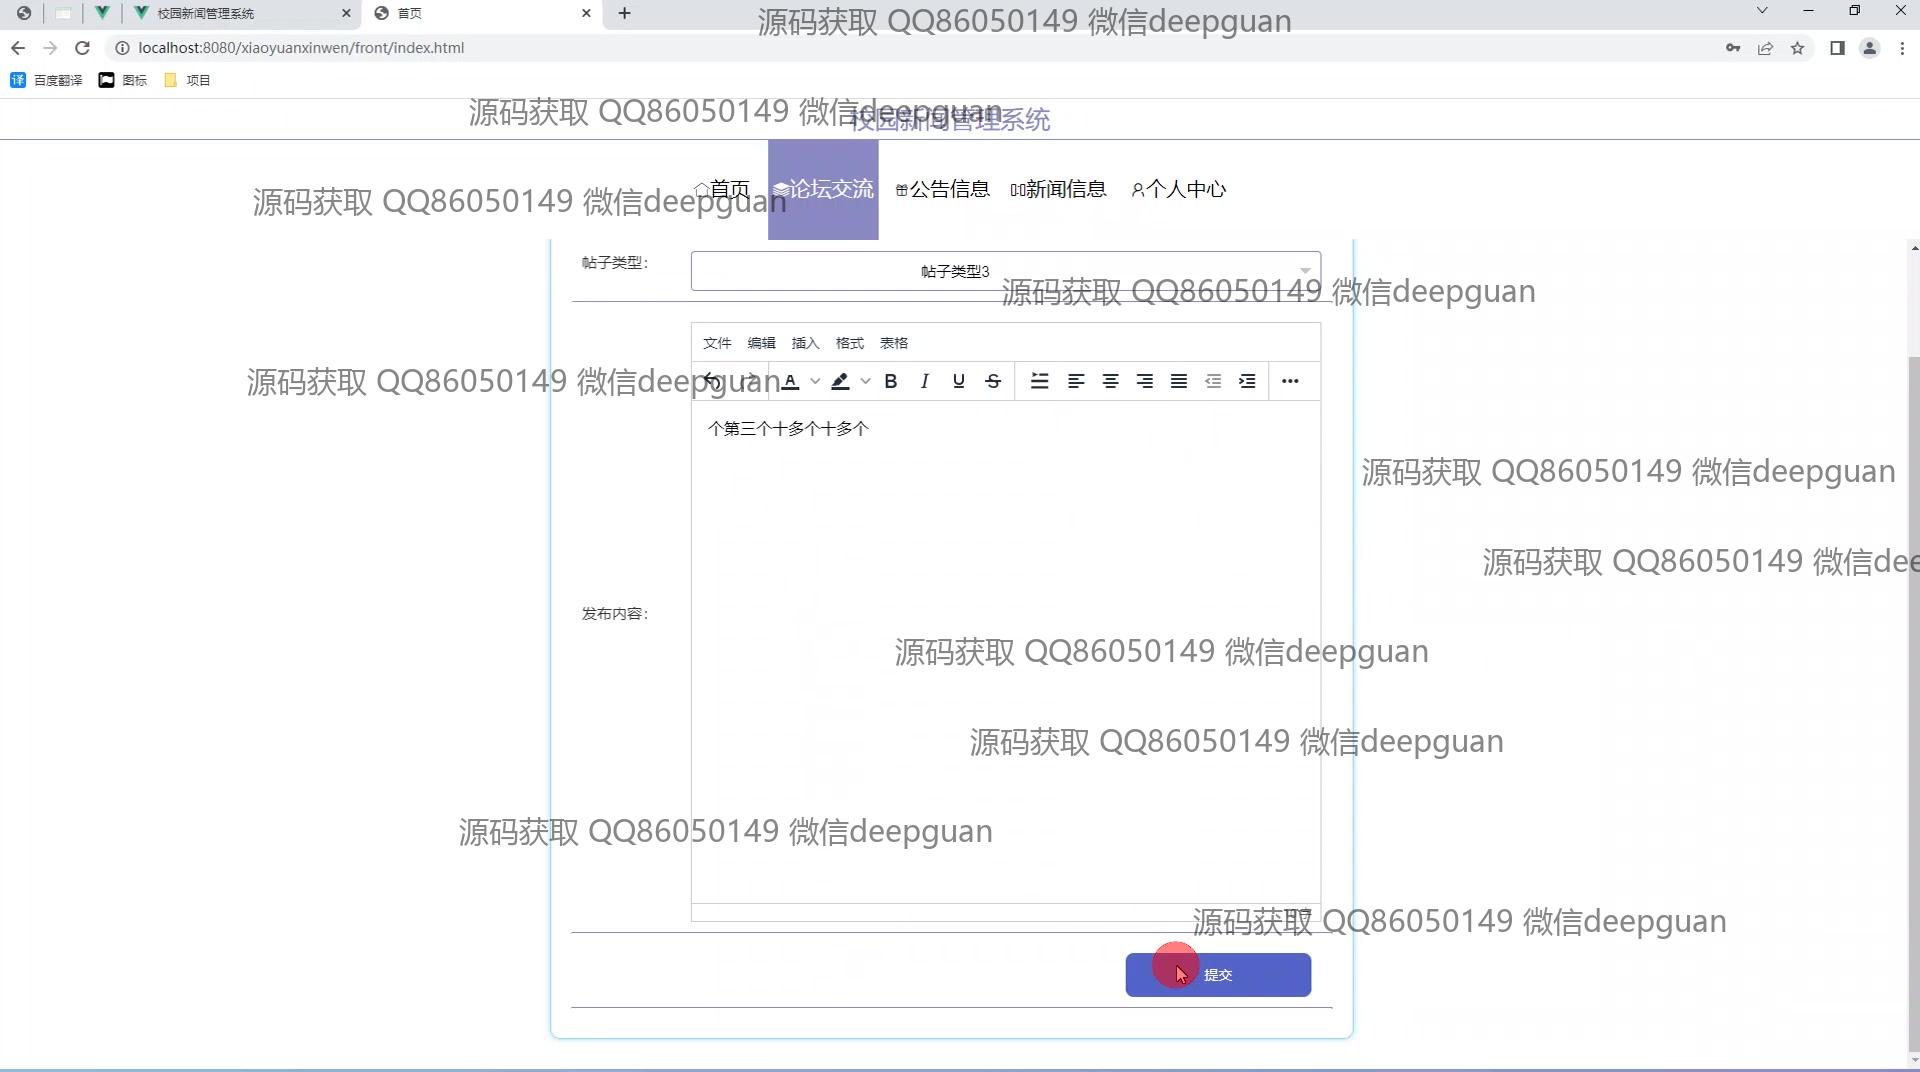 校园新闻管理系统
首页
源码获取 QQ86050149 微信deepguan
localhost:8080/xiaoyuanxinwen/front/index.html
百度翻译 图标 项目
源码获取 QQ86050149 微信deepguan
校园新闻管理系统
首页 论坛交流 公告信息 新闻信息 个人中心
源码获取 QQ86050149 微信deepguan
帖子类型：
帖子类型3
源码获取 QQ86050149 微信deepguan
文件 编辑 插入 格式 表格
源码获取 QQ86050149 微信deepguan
个第三个十多个十多个
源码获取 QQ86050149 微信deepguan
源码获取 QQ86050149 微信dee
发布内容：
源码获取 QQ86050149 微信deepguan
源码获取 QQ86050149 微信deepguan
源码获取 QQ86050149 微信deepguan
源码获取 QQ86050149 微信deepguan
提交